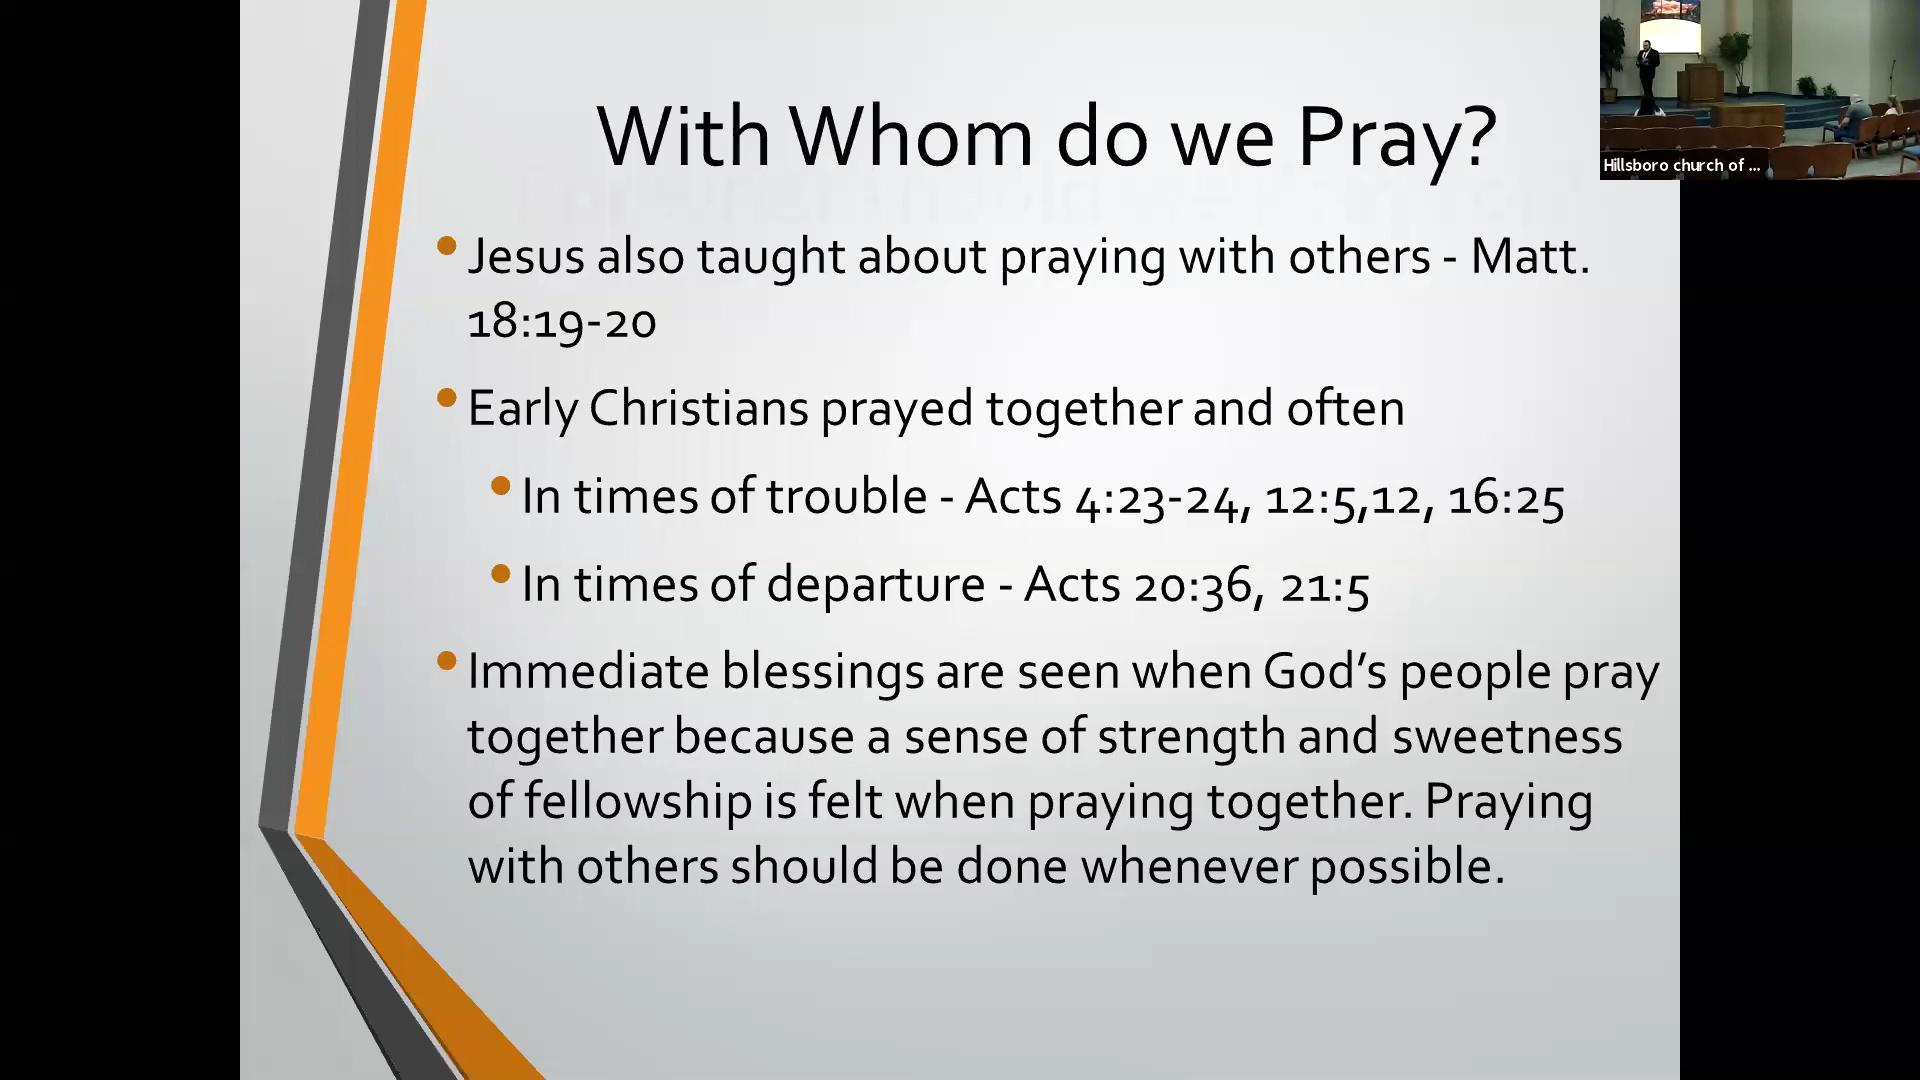 With Whom do we Pray?
Hillsboro church of ...
• Jesus also taught about praying with others - Matt.
18:19-20
• Early Christians prayed together and often
• In times of trouble - Acts 4:23-24, 12:5,12, 16:25
• In times of departure - Acts 20:36, 21:5
• Immediate blessings are seen when God’s people pray
together because a sense of strength and sweetness
of fellowship is felt when praying together. Praying
with others should be done whenever possible.